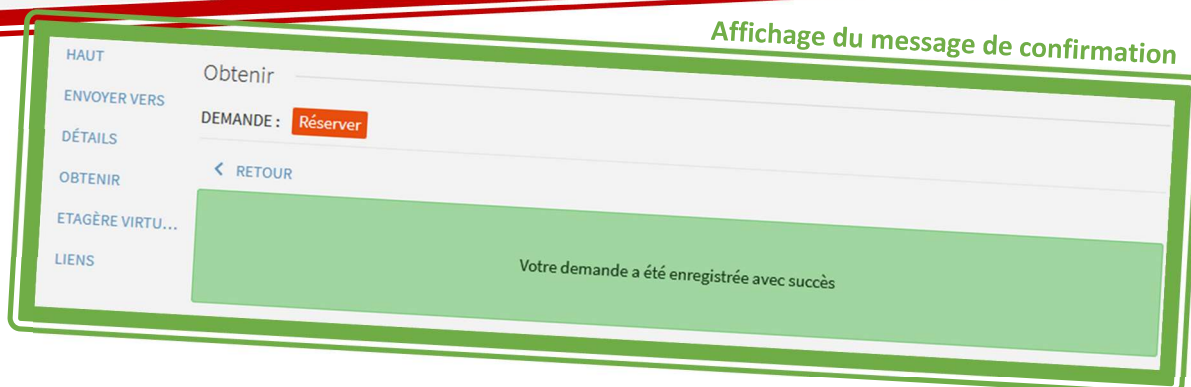 Affichage du message de confirmation
HAUT
ENVOYER VERS
DÉTAILS
OBTENIR
ETAGÈRE VIRTU...
LIENS
Obtenir
DEMANDE : Réserver
RETOUR
Votre demande a été enregistrée avec succès